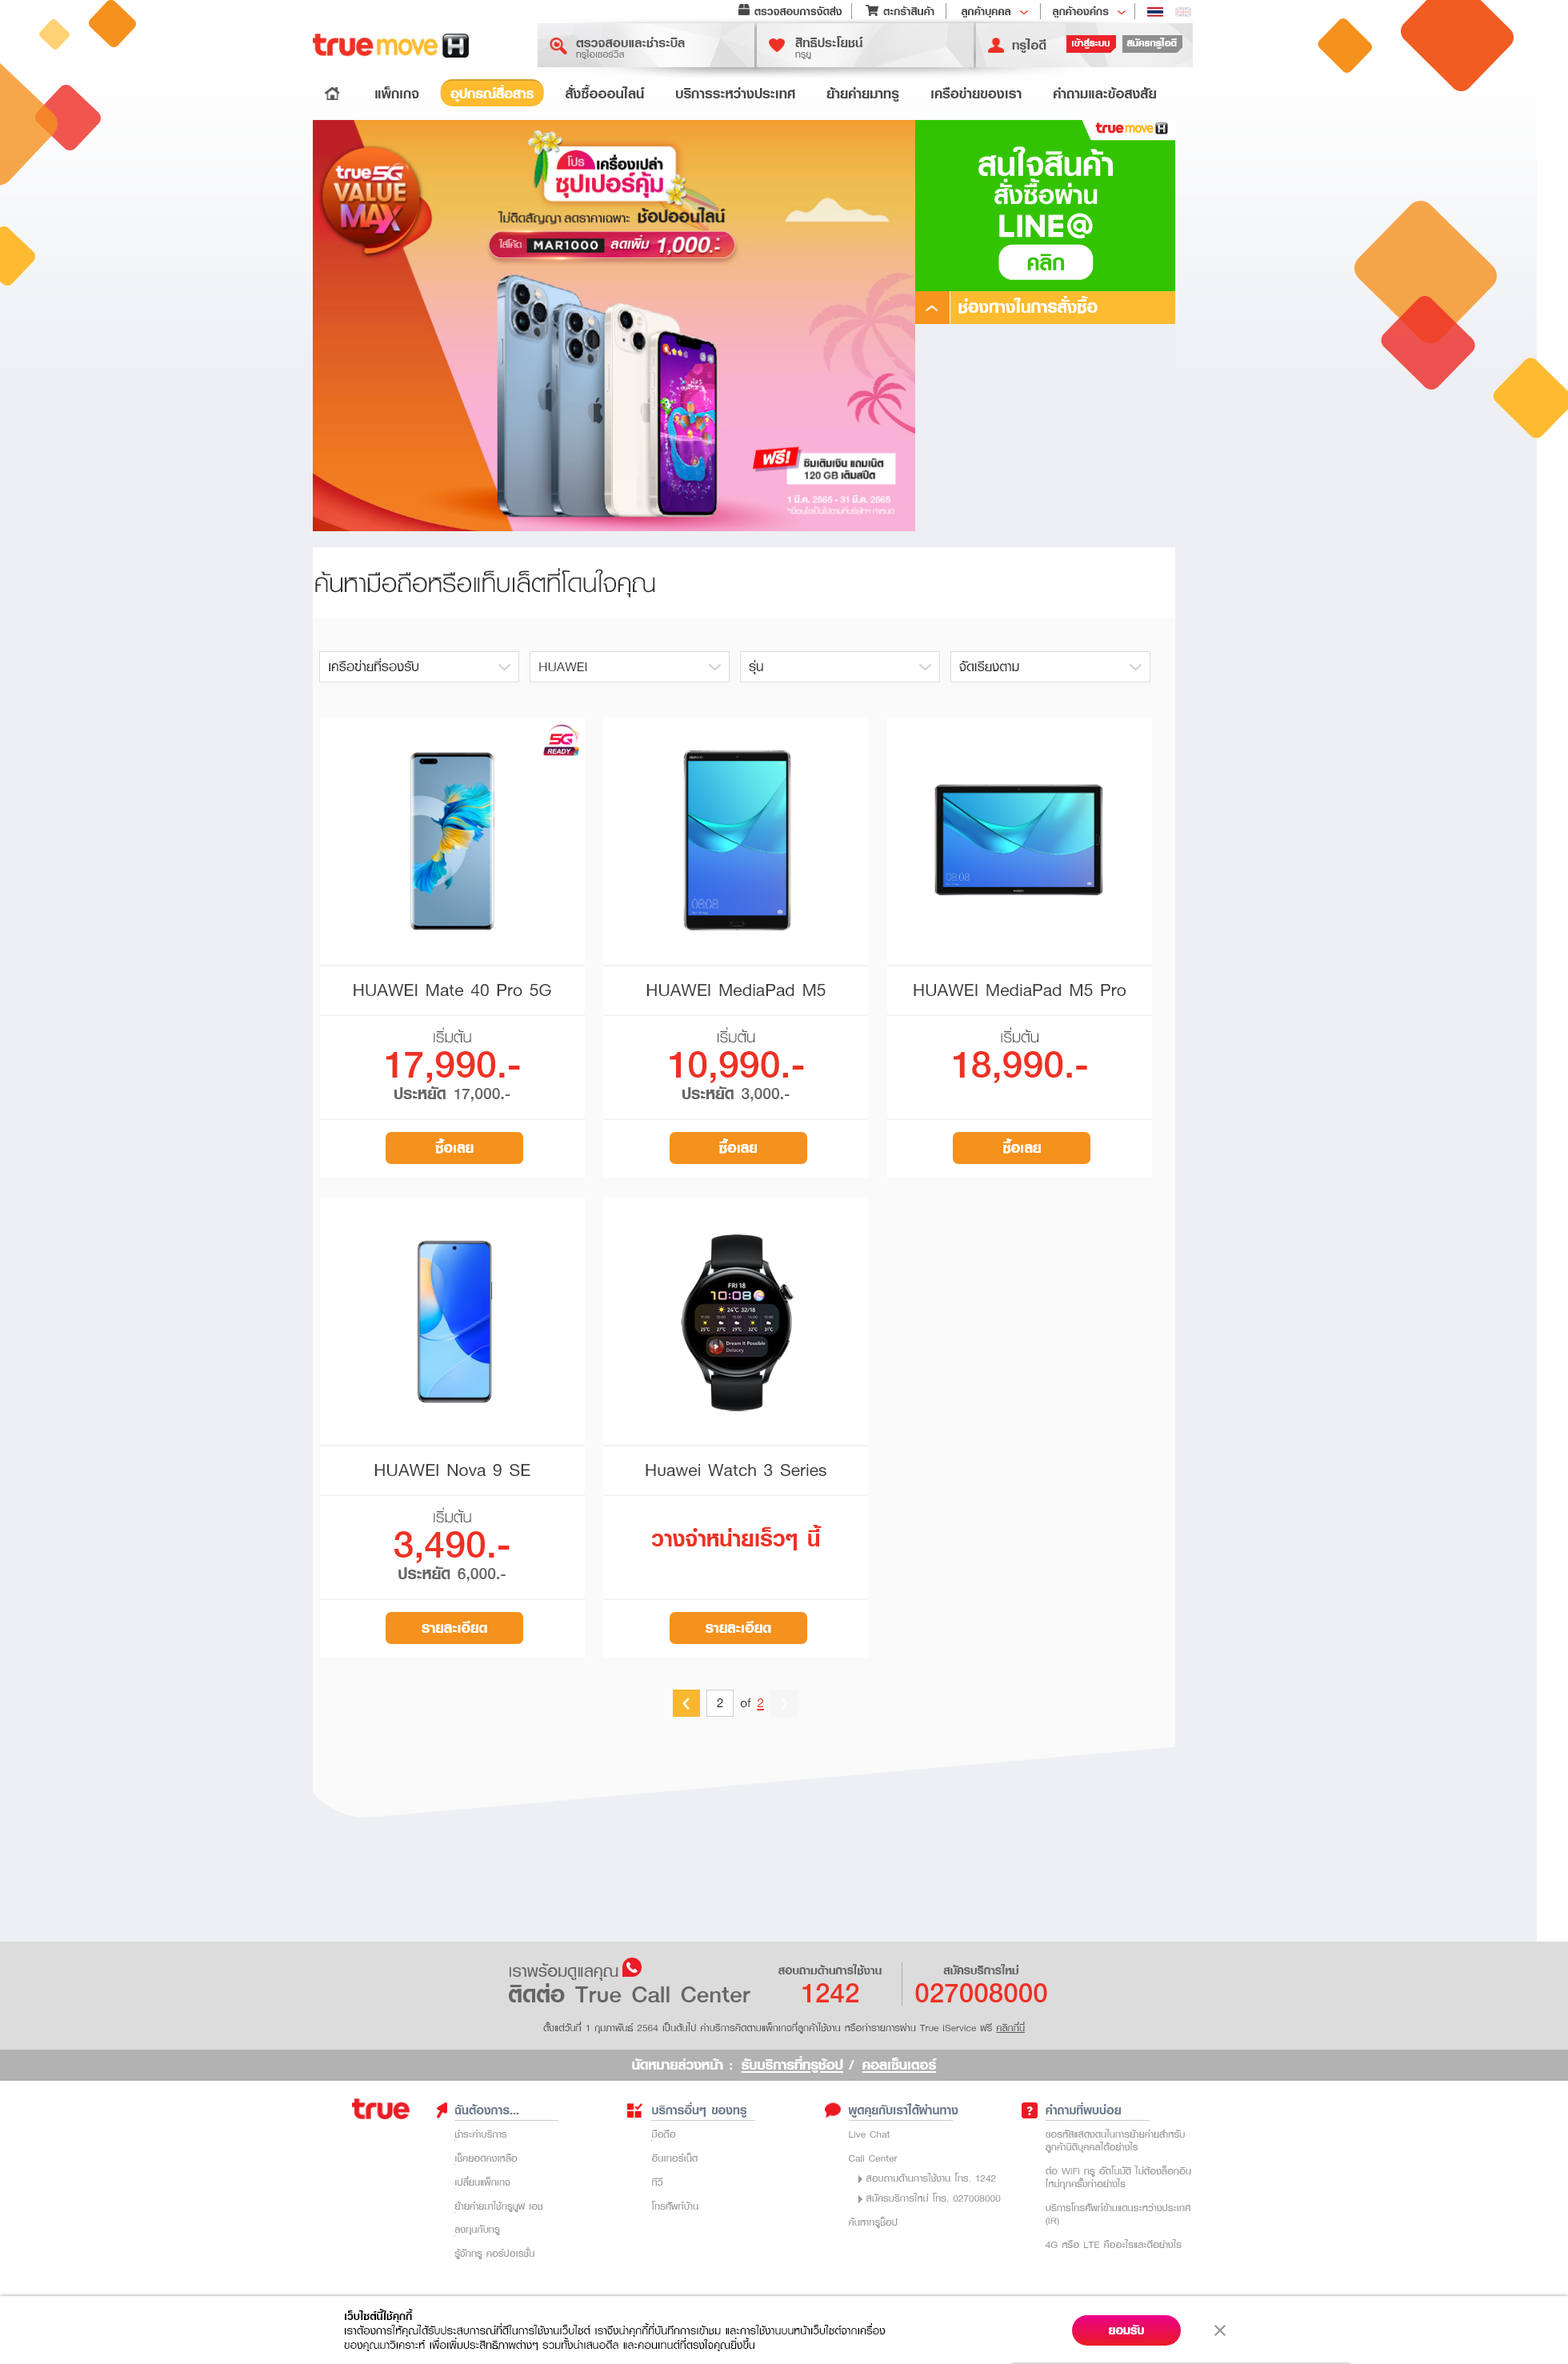 ตรวจสอบการจัดส่ง
ตะกร้าสินค้า
ลูกค้าบุคคล
ลูกค้าองค์กร
truemove H
ตรวจสอบและชำระบิล
ทรูไอเซอร์วิส
สิทธิประโยชน์
ทรูยู
ทรูไอดี
เข้าสู่ระบบ
สมัครทรูไอดี
แพ็กเกจ
อุปกรณ์สื่อสาร
สั่งซื้อออนไลน์
บริการระหว่างประเทศ
ย้ายค่ายมาทรู
เครือข่ายของเรา
คำถามและข้อสงสัย
true5G
VALUE
MAX
โปร เครื่องเปล่า
ซุปเปอร์คุ้ม
ไม่ติดสัญญา ลดราคาเฉพาะ ช้อปออนไลน์
ใส่โค้ด MAR1000 ลดเพิ่ม 1,000.-
ฟรี!
ซิมเติมเงิน แถมเน็ต
120 GB เต็มสปีด
1 มี.ค. 2565 - 31 มี.ค. 2565
*เงื่อนไขเป็นไปตามที่บริษัทฯ กำหนด
truemove H
สนใจสินค้า
สั่งซื้อผ่าน
LINE@
คลิก
ช่องทางในการสั่งซื้อ
ค้นหามือถือหรือแท็บเล็ตที่โดนใจคุณ
เครือข่ายที่รองรับ
HUAWEI
รุ่น
จัดเรียงตาม
5G
READY
08:08
08:08
HUAWEI Mate 40 Pro 5G
HUAWEI MediaPad M5
HUAWEI MediaPad M5 Pro
เริ่มต้น
17,990.-
ประหยัด 17,000.-
เริ่มต้น
10,990.-
ประหยัด 3,000.-
เริ่มต้น
18,990.-
ซื้อเลย
ซื้อเลย
ซื้อเลย
FRI 18
10:08
24°C 32/18
25°C 27°C 29°C 32°C 31°C
Dream It Possible
Delacey
HUAWEI Nova 9 SE
Huawei Watch 3 Series
เริ่มต้น
3,490.-
ประหยัด 6,000.-
วางจำหน่ายเร็วๆ นี้
รายละเอียด
รายละเอียด
2 of 2
เราพร้อมดูแลคุณ
ติดต่อ True Call Center
สอบถามด้านการใช้งาน
1242
สมัครบริการใหม่
027008000
ตั้งแต่วันที่ 1 กุมภาพันธ์ 2564 เป็นต้นไป ค่าบริการคิดตามแพ็กเกจที่ลูกค้าใช้งาน หรือทำรายการผ่าน True iService ฟรี คลิกที่นี่
นัดหมายล่วงหน้า : รับบริการที่ทรูช้อป / คอลเซ็นเตอร์
true
ฉันต้องการ...
ชำระค่าบริการ
เช็คยอดคงเหลือ
เปลี่ยนแพ็กเกจ
ย้ายค่ายมาใช้ทรูมูฟ เอช
ลงทุนกับทรู
รู้จักทรู คอร์ปอเรชั่น
บริการอื่นๆ ของทรู
มือถือ
อินเทอร์เน็ต
ทีวี
โทรศัพท์บ้าน
พูดคุยกับเราได้ผ่านทาง
Live Chat
Call Center
สอบถามด้านการใช้งาน โทร. 1242
สมัครบริการใหม่ โทร. 027008000
ค้นหาทรูช็อป
คำถามที่พบบ่อย
ขอรหัสแสดงตนในการย้ายค่ายสำหรับ
ลูกค้านิติบุคคลได้อย่างไร
ต่อ WiFi ทรู อัตโนมัติ ไม่ต้องล็อกอิน
ใหม่ทุกครั้งทำอย่างไร
บริการโทรศัพท์ข้ามแดนระหว่างประเทศ
(IR)
4G หรือ LTE คืออะไรและดีอย่างไร
เว็บไซต์นี้ใช้คุกกี้
เราต้องการให้คุณได้รับประสบการณ์ที่ดีในการใช้งานเว็บไซต์ เราจึงนำคุกกี้ที่บันทึกการเข้าชม และการใช้งานบนหน้าเว็บไซต์จากเครื่อง
ของคุณมาวิเคราะห์ เพื่อเพิ่มประสิทธิภาพต่างๆ รวมทั้งนำเสนอดีล และคอนเทนต์ที่ตรงใจคุณยิ่งขึ้น
ยอมรับ